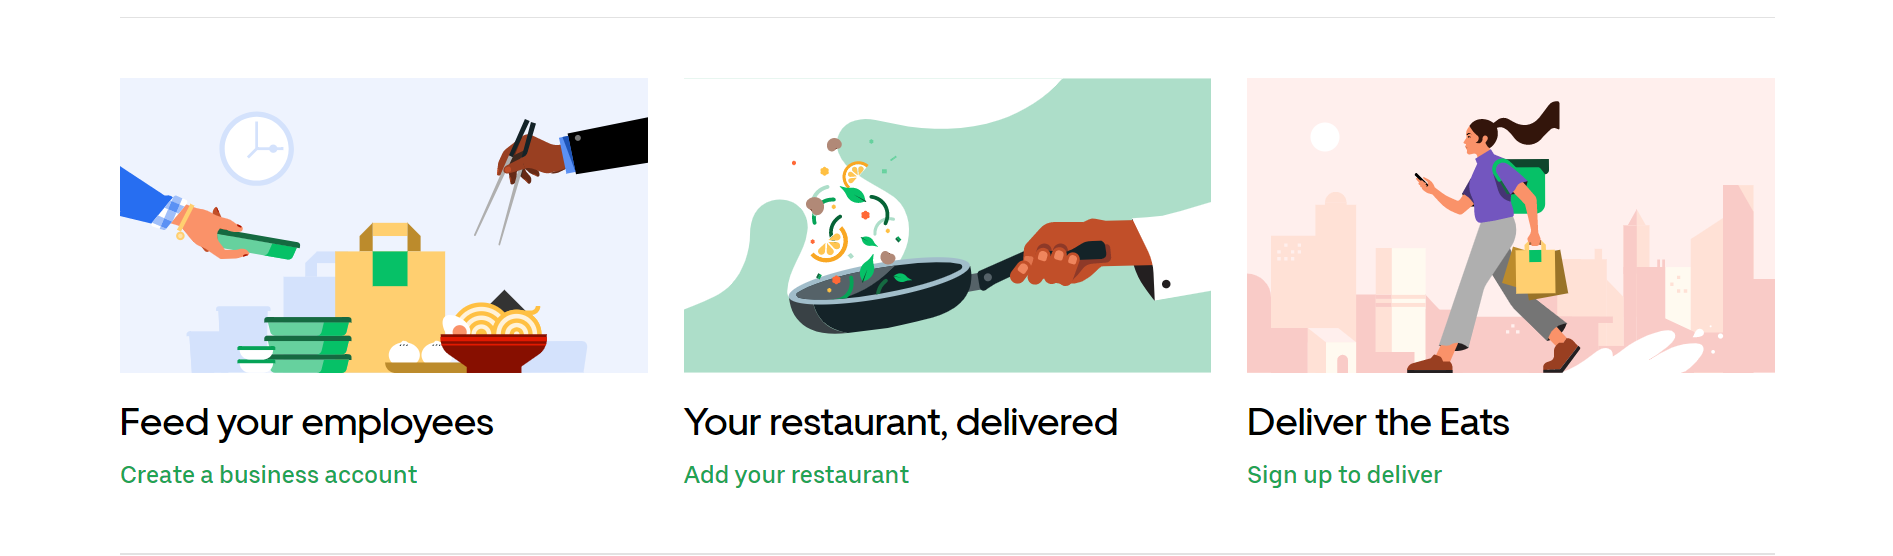 Feed your employees
Create a business account
Your restaurant, delivered
Add your restaurant
Deliver the Eats
Sign up to deliver